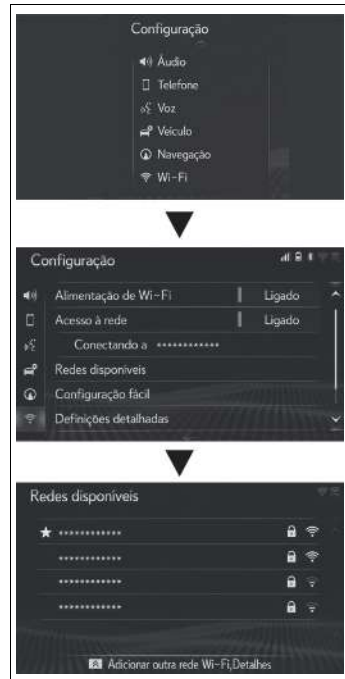 Configuração
Áudio
Telefone
Voz
Veículo
Navegação
Wi-Fi
Configuração
Alimentação de Wi-Fi Ligado
Acesso à rede Ligado
Conectando a ************
Redes disponíveis
Configuração fácil
Definições detalhadas
Redes disponíveis
************
************
************
************
Adicionar outra rede Wi-Fi,Detalhes